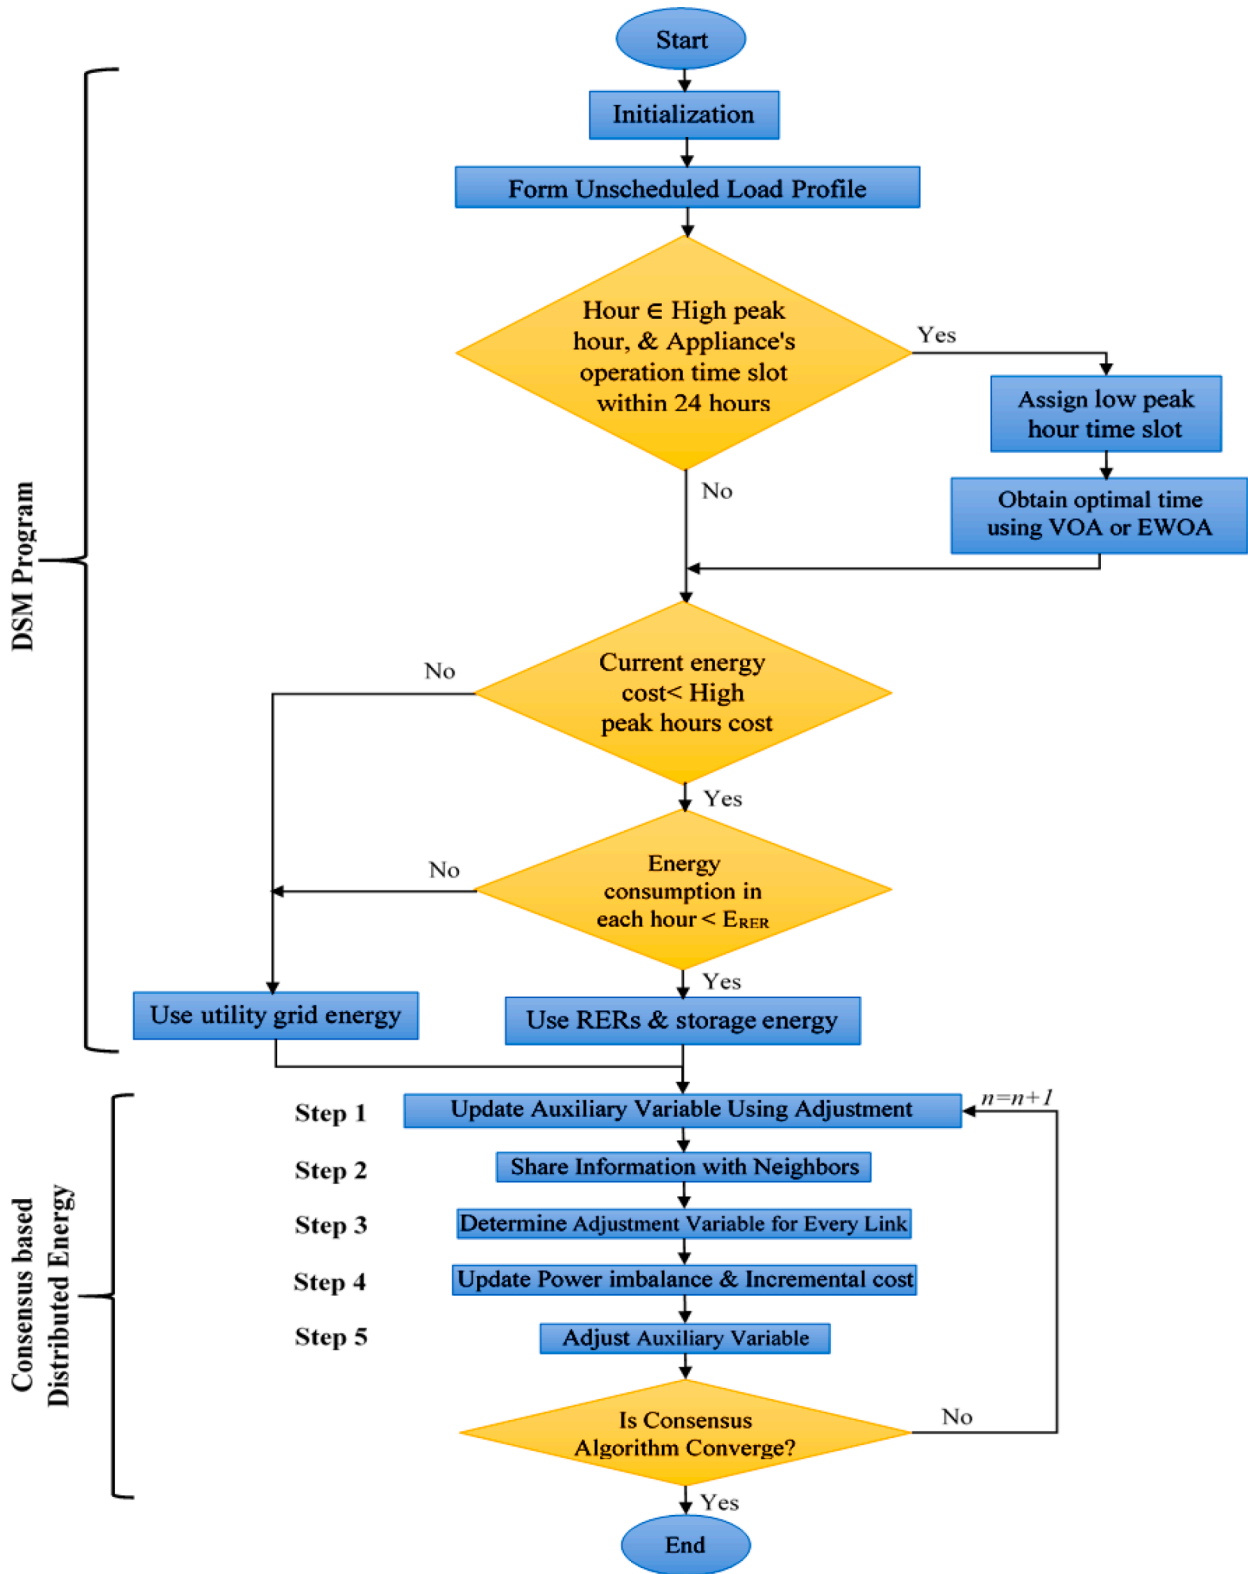 Start
Initialization
Form Unscheduled Load Profile
Hour ∈ High peak
hour, & Appliance's
operation time slot
within 24 hours
Yes
Assign low peak
hour time slot
Obtain optimal time
using VOA or EWOA
No
Current energy
cost< High
peak hours cost
No
Yes
Energy
consumption in
each hour < ERER
No
Yes
Use utility grid energy
Use RERs & storage energy
DSM Program
Step 1
Update Auxiliary Variable Using Adjustment
n=n+1
Step 2
Share Information with Neighbors
Step 3
Determine Adjustment Variable for Every Link
Step 4
Update Power imbalance & Incremental cost
Step 5
Adjust Auxiliary Variable
Is Consensus
Algorithm Converge?
No
Yes
End
Consensus based
Distributed Energy